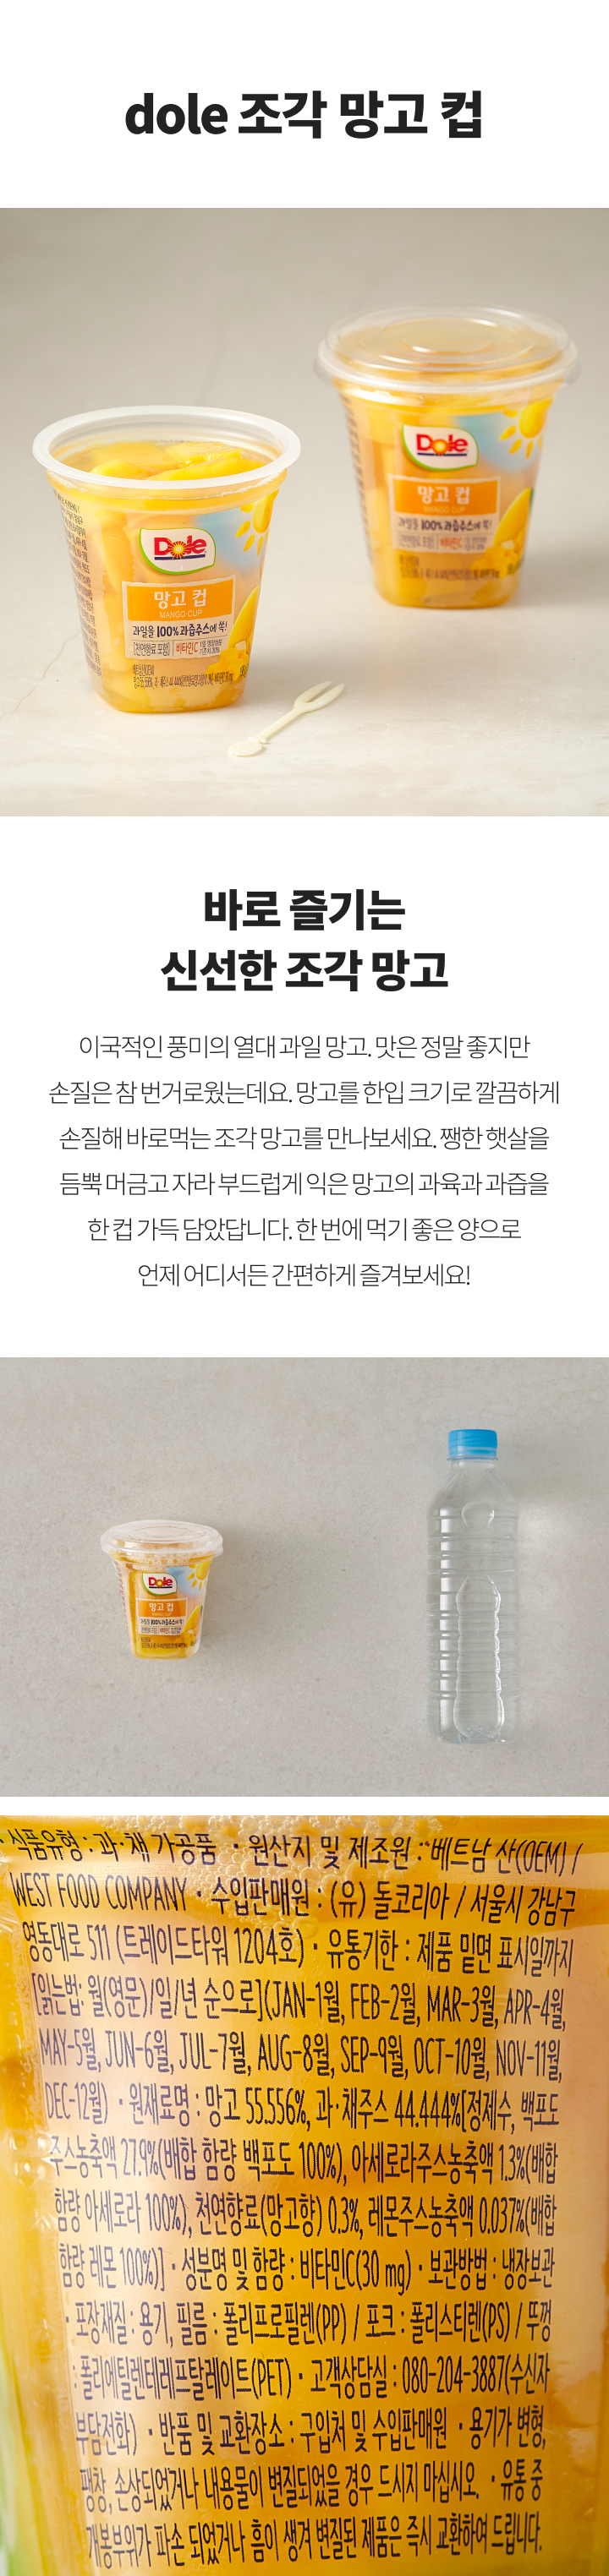 dole 조각 망고 컵
Dole
망고 컵
MANGO CUP
과일을 100% 과즙주스에 쏙!
[천연향료 포함] 비타민C
Dole
망고 컵
MANGO CUP
과일을 100% 과즙주스에 쏙!
[천연향료 포함] 비타민C
바로 즐기는
신선한 조각 망고
이국적인 풍미의 열대 과일 망고. 맛은 정말 좋지만
손질은 참 번거로웠는데요. 망고를 한입 크기로 깔끔하게
손질해 바로먹는 조각 망고를 만나보세요. 쨍한 햇살을
듬뿍 머금고 자라 부드럽게 익은 망고의 과육과 과즙을
한 컵 가득 담았답니다. 한 번에 먹기 좋은 양으로
언제 어디서든 간편하게 즐겨보세요!
Dole
망고 컵
· 식품유형 : 과·채가공품 · 원산지 및 제조원 : 베트남 산(OEM) /
WEST FOOD COMPANY · 수입판매원 : (유) 돌코리아 / 서울시 강남구
영동대로 511 (트레이드타워 1204호) · 유통기한 : 제품 밑면 표시일까지
[읽는법: 월(영문)/일/년 순으로](JAN-1월, FEB-2월, MAR-3월, APR-4월,
MAY-5월, JUN-6월, JUL-7월, AUG-8월, SEP-9월, OCT-10월, NOV-11월,
DEC-12월) · 원재료명 : 망고 55.556%, 과·채주스 44.444%[정제수, 백포도
주스농축액 27.9%(배합 함량 백포도 100%), 아세로라주스농축액 1.3%(배합
함량 아세로라 100%), 천연향료(망고향) 0.3%, 레몬주스농축액 0.037%(배합
함량 레몬 100%)] · 성분명 및 함량 : 비타민C(30 mg) · 보관방법 : 냉장보관
· 포장재질 : 용기, 필름 : 폴리프로필렌(PP) / 포크 : 폴리스티렌(PS) / 뚜껑
: 폴리에틸렌테레프탈레이트(PET) · 고객상담실 : 080-204-3887(수신자
부담전화) · 반품 및 교환장소 : 구입처 및 수입판매원 · 용기가 변형,
팽창, 손상되었거나 내용물이 변질되었을 경우 드시지 마십시오. · 유통 중
개봉부위가 파손 되었거나 흠이 생겨 변질된 제품은 즉시 교환하여 드립니다.